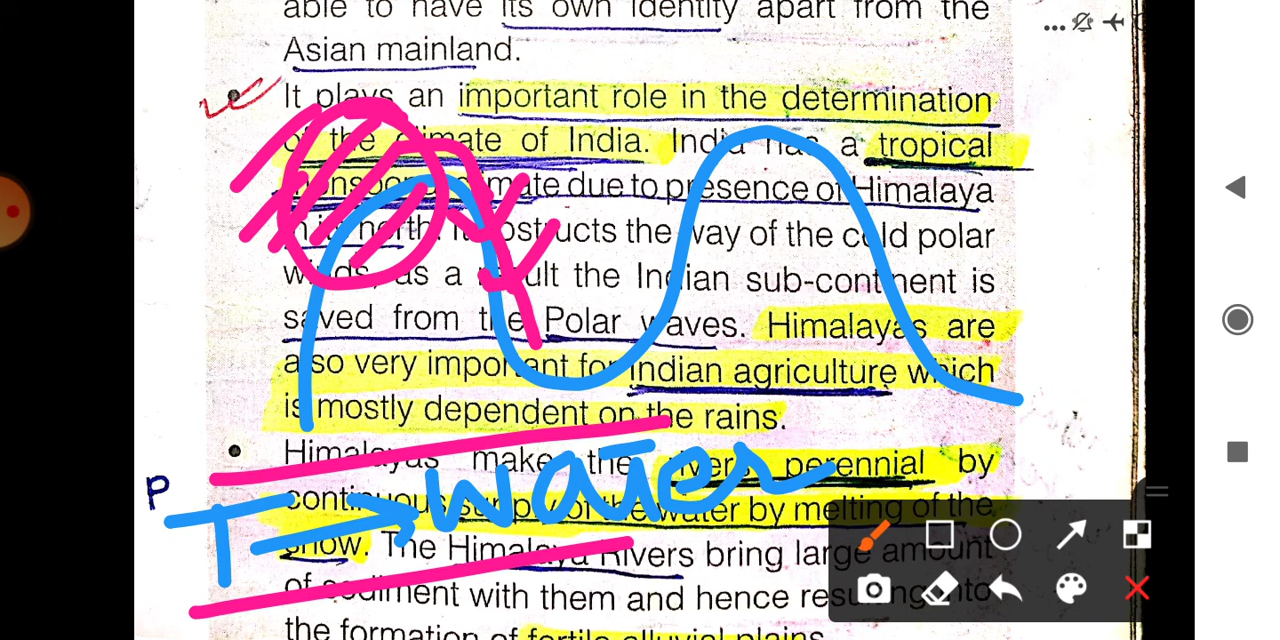 able to have its own identity apart from the
Asian mainland.
It plays an important role in the determination
of the climate of India. India has a tropical
monsoon climate due to presence of Himalaya
in its north. It obstructs the way of the cold polar
winds, as a result the Indian sub-continent is
saved from the Polar waves. Himalayas are
also very important for Indian agriculture which
is mostly dependent on the rains.
Himalayas make the rivers perennial by
P
T → water
continuous supply of the water by melting of the
snow. The Himalaya Rivers bring large amount
of sediment with them and hence resulting into
the formation of fertile alluvial plains.